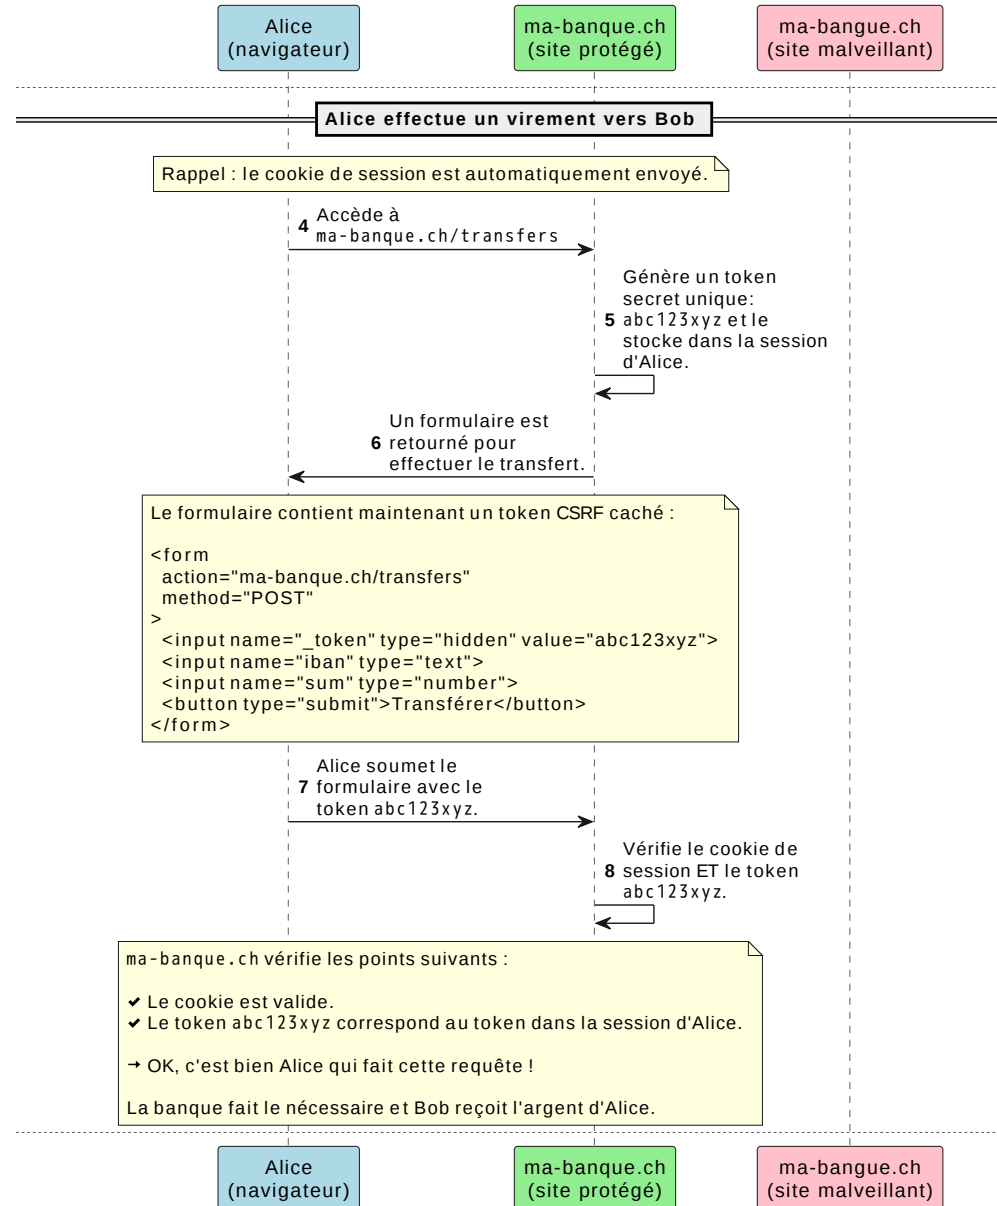 Alice
(navigateur)
ma-banque.ch
(site protégé)
ma-bangue.ch
(site malveillant)
Alice effectue un virement vers Bob
Rappel : le cookie de session est automatiquement envoyé.
4 Accède à
ma-banque.ch/transfers
Génère un token
secret unique:
5 abc123xyz et le
stocke dans la session
d'Alice.
Un formulaire est
6 retourné pour
effectuer le transfert.
Le formulaire contient maintenant un token CSRF caché :
<form
action="ma-banque.ch/transfers"
method="POST"
>
<input name="_token" type="hidden" value="abc123xyz">
<input name="iban" type="text">
<input name="sum" type="number">
<button type="submit">Transférer</button>
</form>
Alice soumet le
7 formulaire avec le
token abc123xyz.
Vérifie le cookie de
8 session ET le token
abc123xyz.
ma-banque.ch vérifie les points suivants :
✔ Le cookie est valide.
✔ Le token abc123xyz correspond au token dans la session d'Alice.
➝ OK, c'est bien Alice qui fait cette requête !
La banque fait le nécessaire et Bob reçoit l'argent d'Alice.
Alice
(navigateur)
ma-banque.ch
(site protégé)
ma-bangue.ch
(site malveillant)